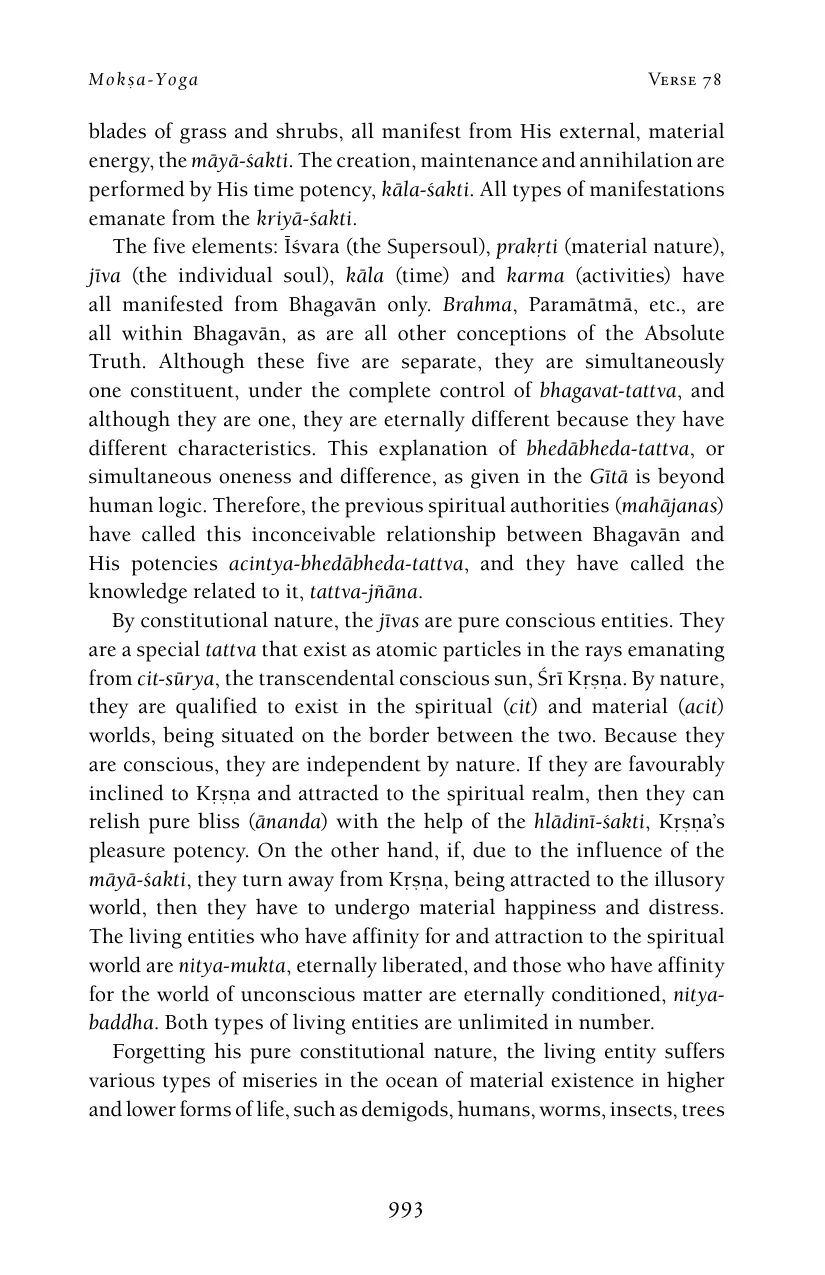 Mokṣa-Yoga Verse 78
blades of grass and shrubs, all manifest from His external, material
energy, the māyā-śakti. The creation, maintenance and annihilation are
performed by His time potency, kāla-śakti. All types of manifestations
emanate from the kriyā-śakti.
The five elements: Īśvara (the Supersoul), prakṛti (material nature),
jīva (the individual soul), kāla (time) and karma (activities) have
all manifested from Bhagavān only. Brahma, Paramātmā, etc., are
all within Bhagavān, as are all other conceptions of the Absolute
Truth. Although these five are separate, they are simultaneously
one constituent, under the complete control of bhagavat-tattva, and
although they are one, they are eternally different because they have
different characteristics. This explanation of bhedābheda-tattva, or
simultaneous oneness and difference, as given in the Gītā is beyond
human logic. Therefore, the previous spiritual authorities (mahājanas)
have called this inconceivable relationship between Bhagavān and
His potencies acintya-bhedābheda-tattva, and they have called the
knowledge related to it, tattva-jñāna.
By constitutional nature, the jīvas are pure conscious entities. They
are a special tattva that exist as atomic particles in the rays emanating
from cit-sūrya, the transcendental conscious sun, Śrī Kṛṣṇa. By nature,
they are qualified to exist in the spiritual (cit) and material (acit)
worlds, being situated on the border between the two. Because they
are conscious, they are independent by nature. If they are favourably
inclined to Kṛṣṇa and attracted to the spiritual realm, then they can
relish pure bliss (ānanda) with the help of the hlādinī-śakti, Kṛṣṇa’s
pleasure potency. On the other hand, if, due to the influence of the
māyā-śakti, they turn away from Kṛṣṇa, being attracted to the illusory
world, then they have to undergo material happiness and distress.
The living entities who have affinity for and attraction to the spiritual
world are nitya-mukta, eternally liberated, and those who have affinity
for the world of unconscious matter are eternally conditioned, nitya-
baddha. Both types of living entities are unlimited in number.
Forgetting his pure constitutional nature, the living entity suffers
various types of miseries in the ocean of material existence in higher
and lower forms of life, such as demigods, humans, worms, insects, trees
993